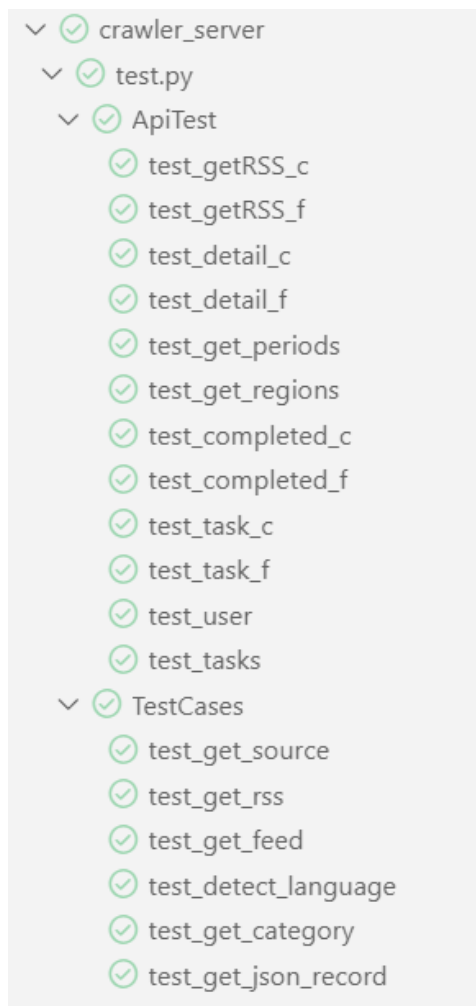 crawler_server
test.py
ApiTest
test_getRSS_c
test_getRSS_f
test_detail_c
test_detail_f
test_get_periods
test_get_regions
test_completed_c
test_completed_f
test_task_c
test_task_f
test_user
test_tasks
TestCases
test_get_source
test_get_rss
test_get_feed
test_detect_language
test_get_category
test_get_json_record